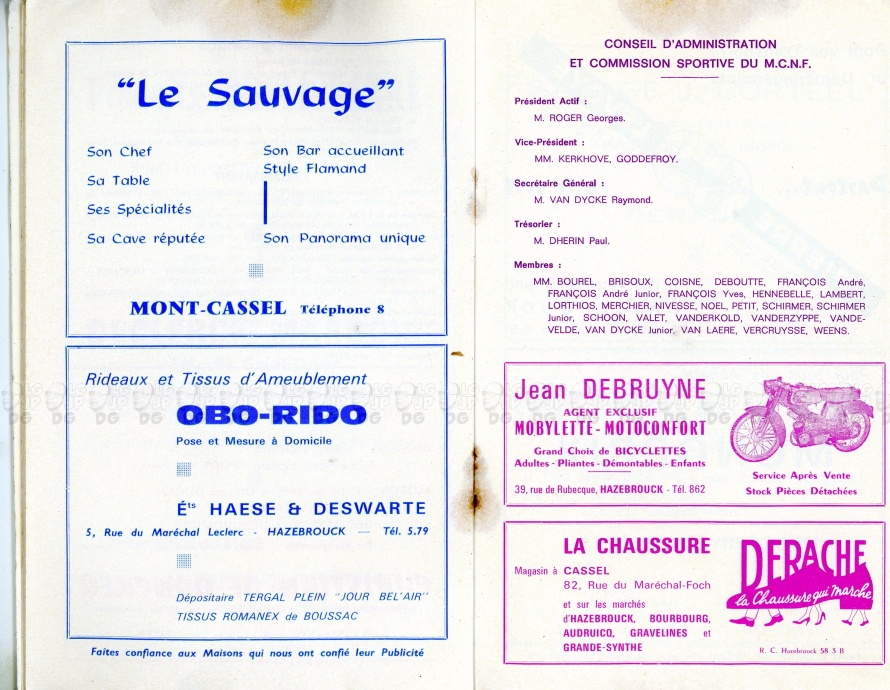 "Le Sauvage"
Son Chef
Sa Table
Ses Spécialités
Sa Cave réputée
Son Bar accueillant
Style Flamand
Son Panorama unique
MONT-CASSEL Téléphone 8
Rideaux et Tissus d'Ameublement
OBO-RIDO
Pose et Mesure à Domicile
Éts HAESE & DESWARTE
5, Rue du Maréchal Leclerc - HAZEBROUCK — Tél. 5.79
Dépositaire TERGAL PLEIN "JOUR BEL'AIR"
TISSUS ROMANEX de BOUSSAC
Faites confiance aux Maisons qui nous ont confié leur Publicité
CONSEIL D'ADMINISTRATION
ET COMMISSION SPORTIVE DU M.C.N.F.
Président Actif :
M. ROGER Georges.
Vice-Président :
MM. KERKHOVE, GODDEFROY.
Secrétaire Général :
M. VAN DYCKE Raymond.
Trésorier :
M. DHERIN Paul.
Membres :
MM. BOUREL, BRISOUX, COISNE, DEBOUTTE, FRANÇOIS André,
FRANÇOIS André Junior, FRANÇOIS Yves, HENNEBELLE, LAMBERT,
LORTHIOS, MERCHIER, NIVESSE, NOEL, PETIT, SCHIRMER, SCHIRMER
Junior, SCHOON, VALET, VANDERKOLD, VANDERZYPPE, VANDE-
VELDE, VAN DYCKE Junior, VAN LAERE, VERCRUYSSE, WEENS.
Jean DEBRUYNE
AGENT EXCLUSIF
MOBYLETTE - MOTOCONFORT
Grand Choix de BICYCLETTES
Adultes - Pliantes - Démontables - Enfants
39, rue de Rubecque, HAZEBROUCK - Tél. 862
Service Après Vente
Stock Pièces Détachées
LA CHAUSSURE
Magasin à CASSEL
82, Rue du Maréchal-Foch
et sur les marchés
d'HAZEBROUCK, BOURBOURG,
AUDRUICQ, GRAVELINES et
GRANDE-SYNTHE
DERACHE
la Chaussure qui marche
R. C. Hazebrouck 58 3 B